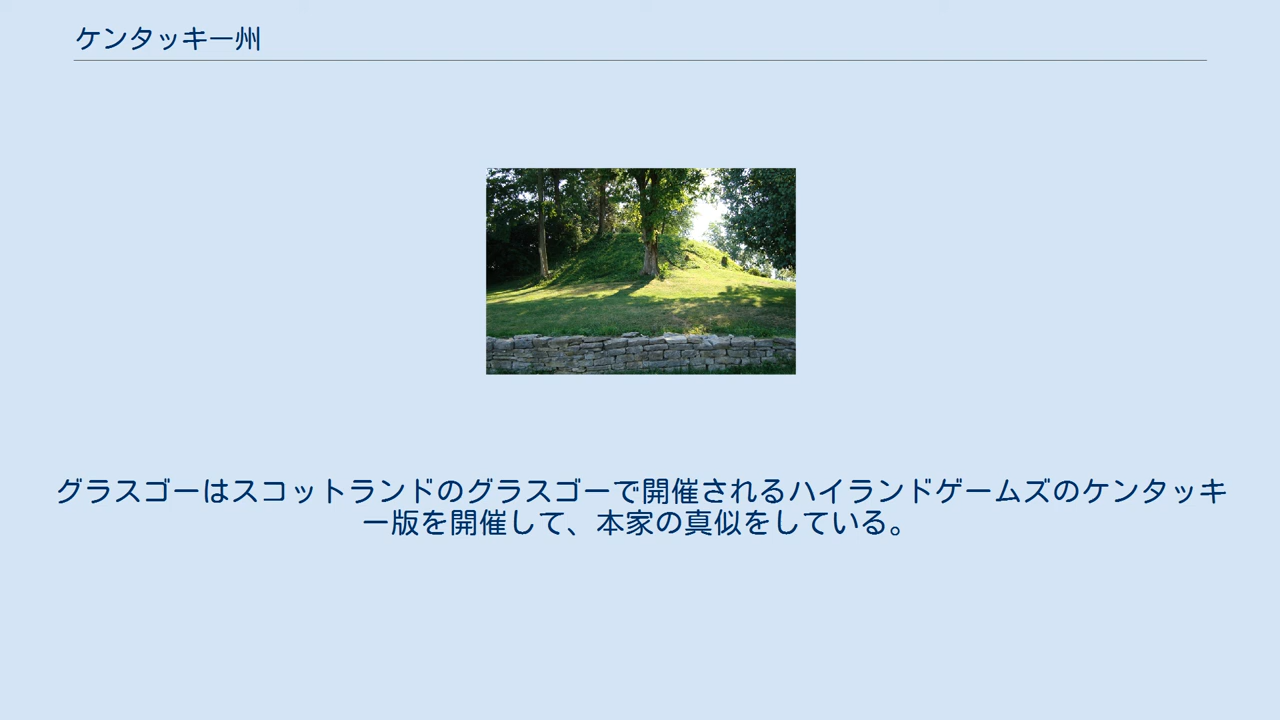 ケンタッキー州
グラスゴーはスコットランドのグラスゴーで開催されるハイランドゲームズのケンタッキ
ー版を開催して、本家の真似をしている。